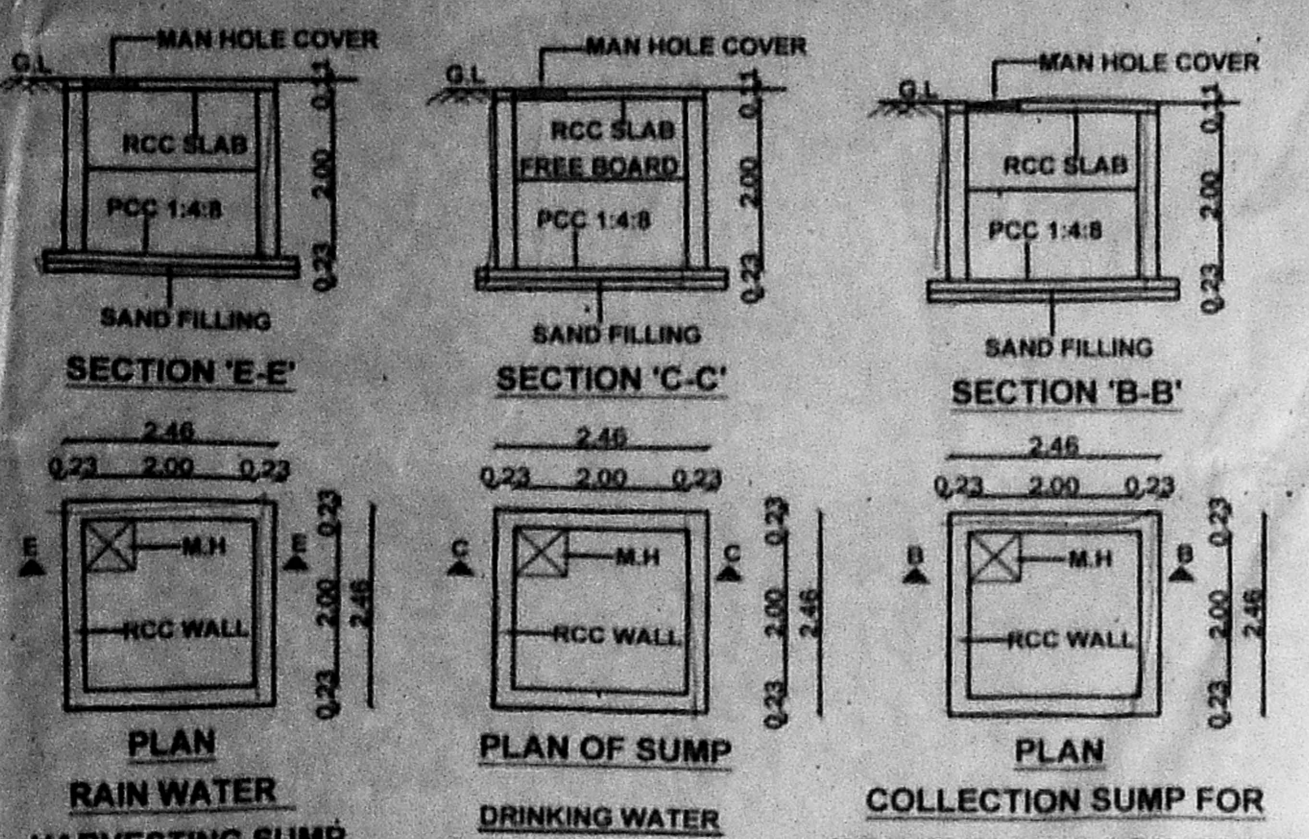 MAN HOLE COVER
G.L
RCC SLAB
PCC 1:4:8
0.11
2.00
0.23
SAND FILLING
SECTION 'E-E'
2.46
0.23 2.00 0.23
E E
M.H
RCC WALL
0.23
2.00
0.23
2.46
PLAN
RAIN WATER
HARVESTING SUMP
MAN HOLE COVER
G.L
RCC SLAB
FREE BOARD
PCC 1:4:8
0.11
2.00
0.23
SAND FILLING
SECTION 'C-C'
2.46
0.23 2.00 0.23
C C
M.H
RCC WALL
0.23
2.00
0.23
2.46
PLAN OF SUMP
DRINKING WATER
MAN HOLE COVER
G.L
RCC SLAB
PCC 1:4:8
0.11
2.00
0.23
SAND FILLING
SECTION 'B-B'
2.46
0.23 2.00 0.23
B B
M.H
RCC WALL
0.23
2.00
0.23
2.46
PLAN
COLLECTION SUMP FOR